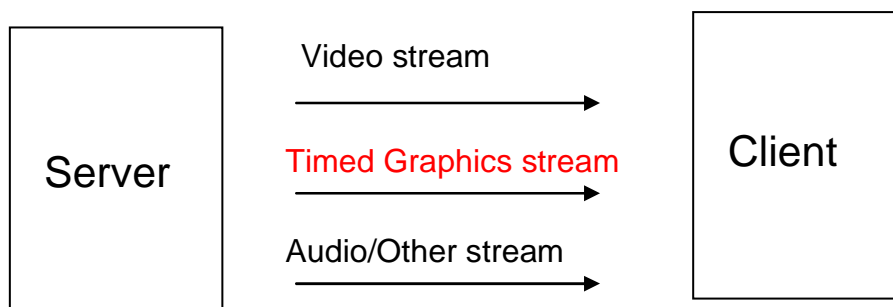 Server
Video stream
Timed Graphics stream
Audio/Other stream
Client